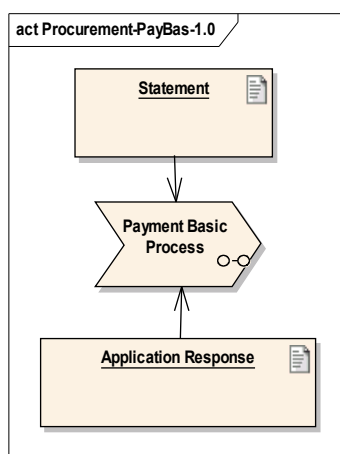 act Procurement-PayBas-1.0
Statement
Payment Basic
Process
Application Response